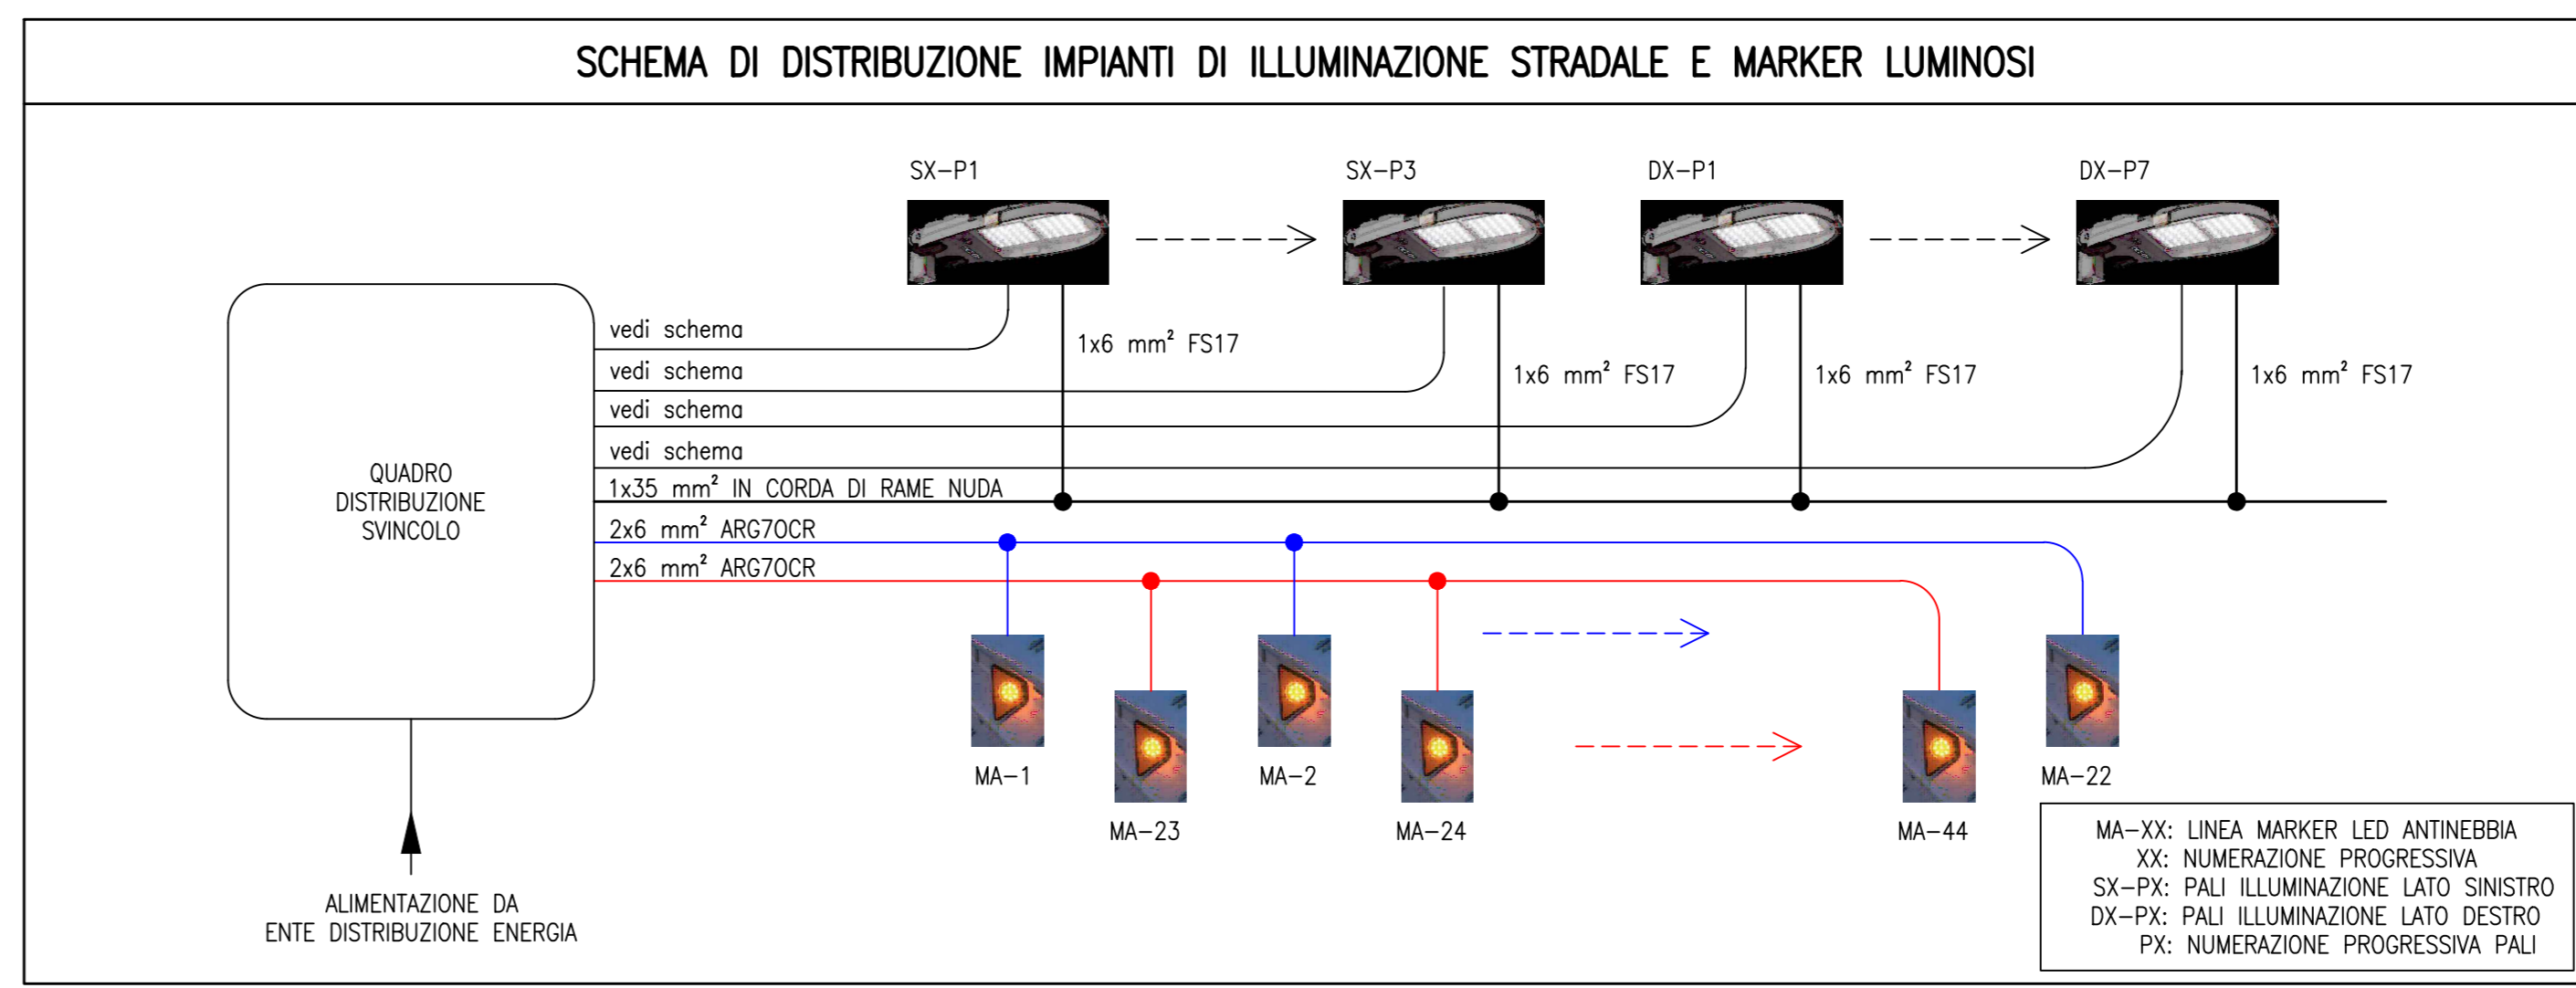 SCHEMA DI DISTRIBUZIONE IMPIANTI DI ILLUMINAZIONE STRADALE E MARKER LUMINOSI
SX-P1
SX-P3
DX-P1
DX-P7
vedi schema
1x6 mm² FS17
vedi schema
1x6 mm² FS17
1x6 mm² FS17
1x6 mm² FS17
vedi schema
vedi schema
QUADRO
DISTRIBUZIONE
SVINCOLO
1x35 mm² IN CORDA DI RAME NUDA
2x6 mm² ARG7OCR
2x6 mm² ARG7OCR
MA-1
MA-2
MA-22
MA-23
MA-24
MA-44
ALIMENTAZIONE DA
ENTE DISTRIBUZIONE ENERGIA
MA-XX: LINEA MARKER LED ANTINEBBIA
XX: NUMERAZIONE PROGRESSIVA
SX-PX: PALI ILLUMINAZIONE LATO SINISTRO
DX-PX: PALI ILLUMINAZIONE LATO DESTRO
PX: NUMERAZIONE PROGRESSIVA PALI